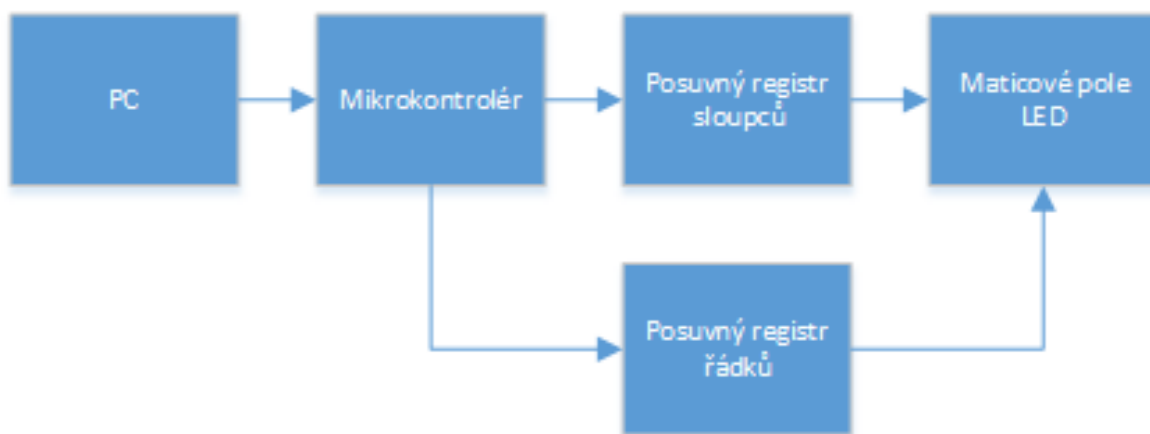 PC
Mikrokontrolér
Posuvný registr
sloupců
Maticové pole
LED
Posuvný registr
řádků